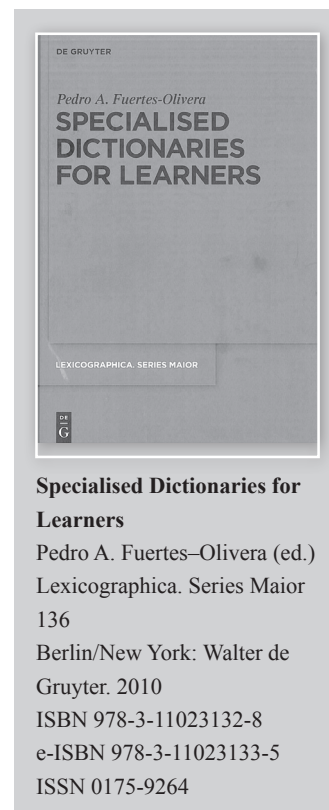 DE GRUYTER
Pedro A. Fuertes-Olivera
SPECIALISED
DICTIONARIES
FOR LEARNERS
LEXICOGRAPHICA. SERIES MAIOR
DE
G
Specialised Dictionaries for
Learners
Pedro A. Fuertes–Olivera (ed.)
Lexicographica. Series Maior
136
Berlin/New York: Walter de
Gruyter. 2010
ISBN 978-3-11023132-8
e-ISBN 978-3-11023133-5
ISSN 0175-9264